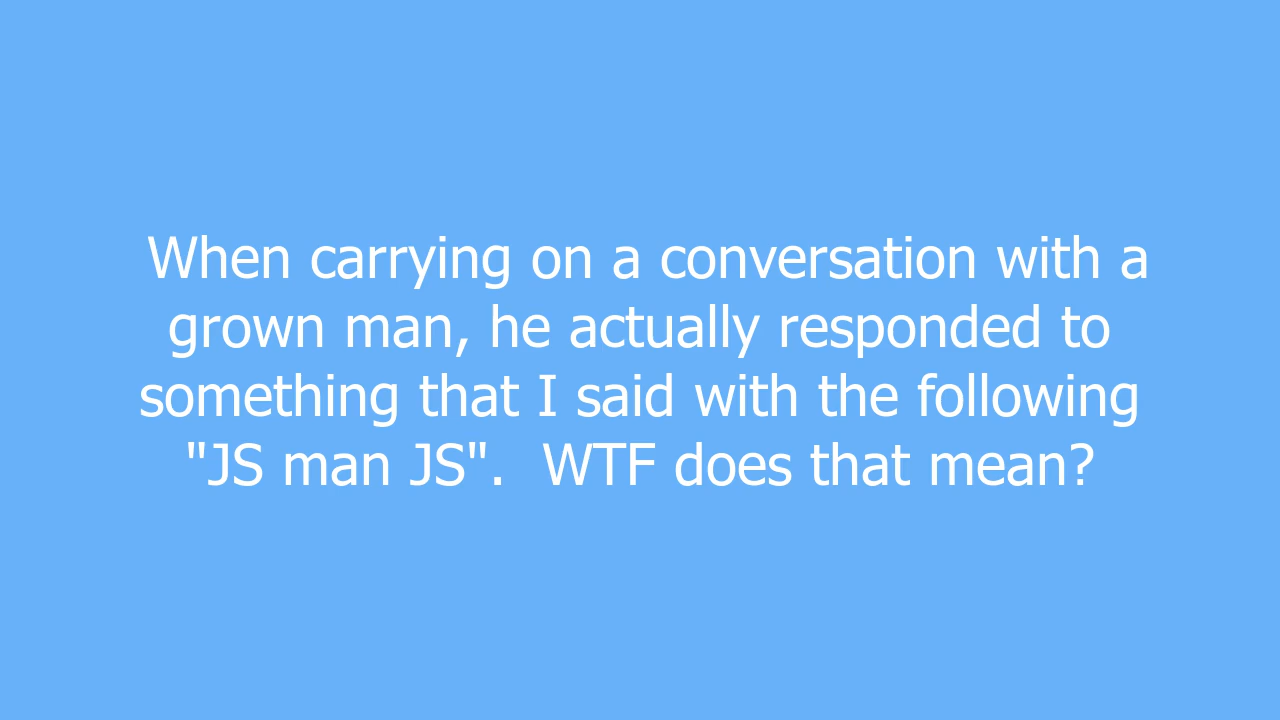 When carrying on a conversation with a
grown man, he actually responded to
something that I said with the following
"JS man JS".  WTF does that mean?